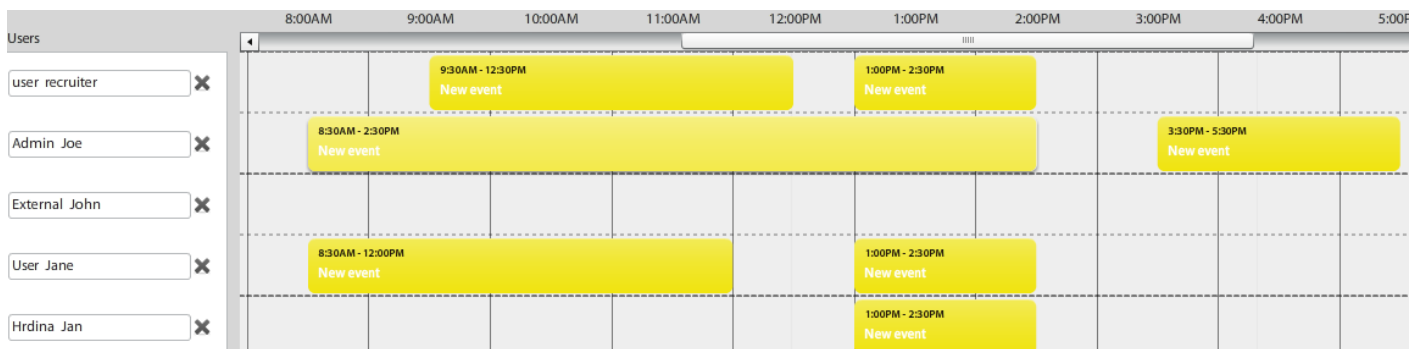 8:00AM 9:00AM 10:00AM 11:00AM 12:00PM 1:00PM 2:00PM 3:00PM 4:00PM 5:00P
Users
user recruiter
9:30AM - 12:30PM 1:00PM - 2:30PM
New event New event
Admin Joe
8:30AM - 2:30PM 3:30PM - 5:30PM
New event New event
External John
User Jane
8:30AM - 12:00PM 1:00PM - 2:30PM
New event New event
Hrdina Jan
1:00PM - 2:30PM
New event